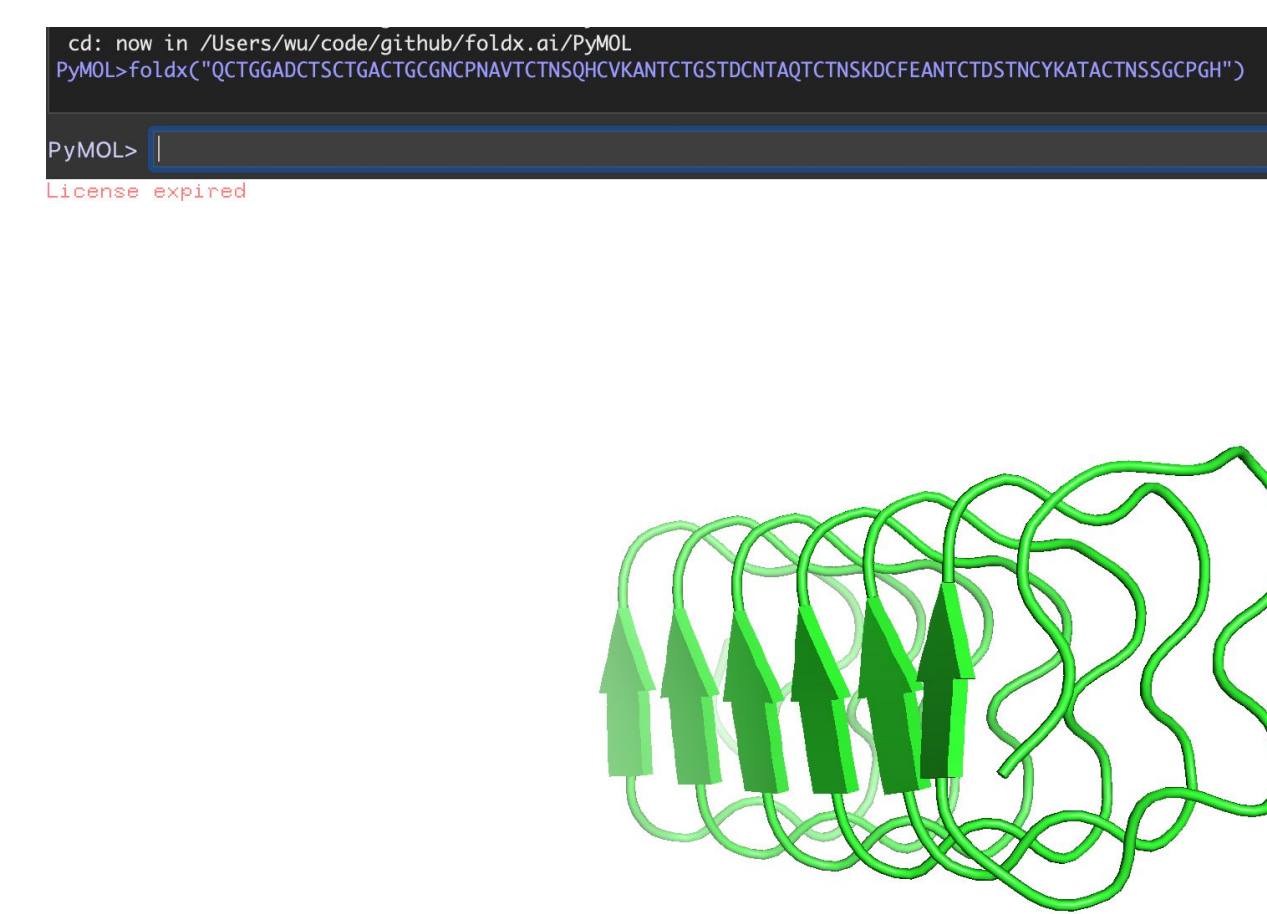 cd: now in /Users/wu/code/github/foldx.ai/PyMOL
PyMOL>foldx("QCTGGADCTSCTGACTGCGNCPNAVTCTNSQHCVKANTCTGSTDCNTAQTCTNSKDCFEANTCTDSTNCYKATACTNSSGCPGH")
PyMOL>
License expired